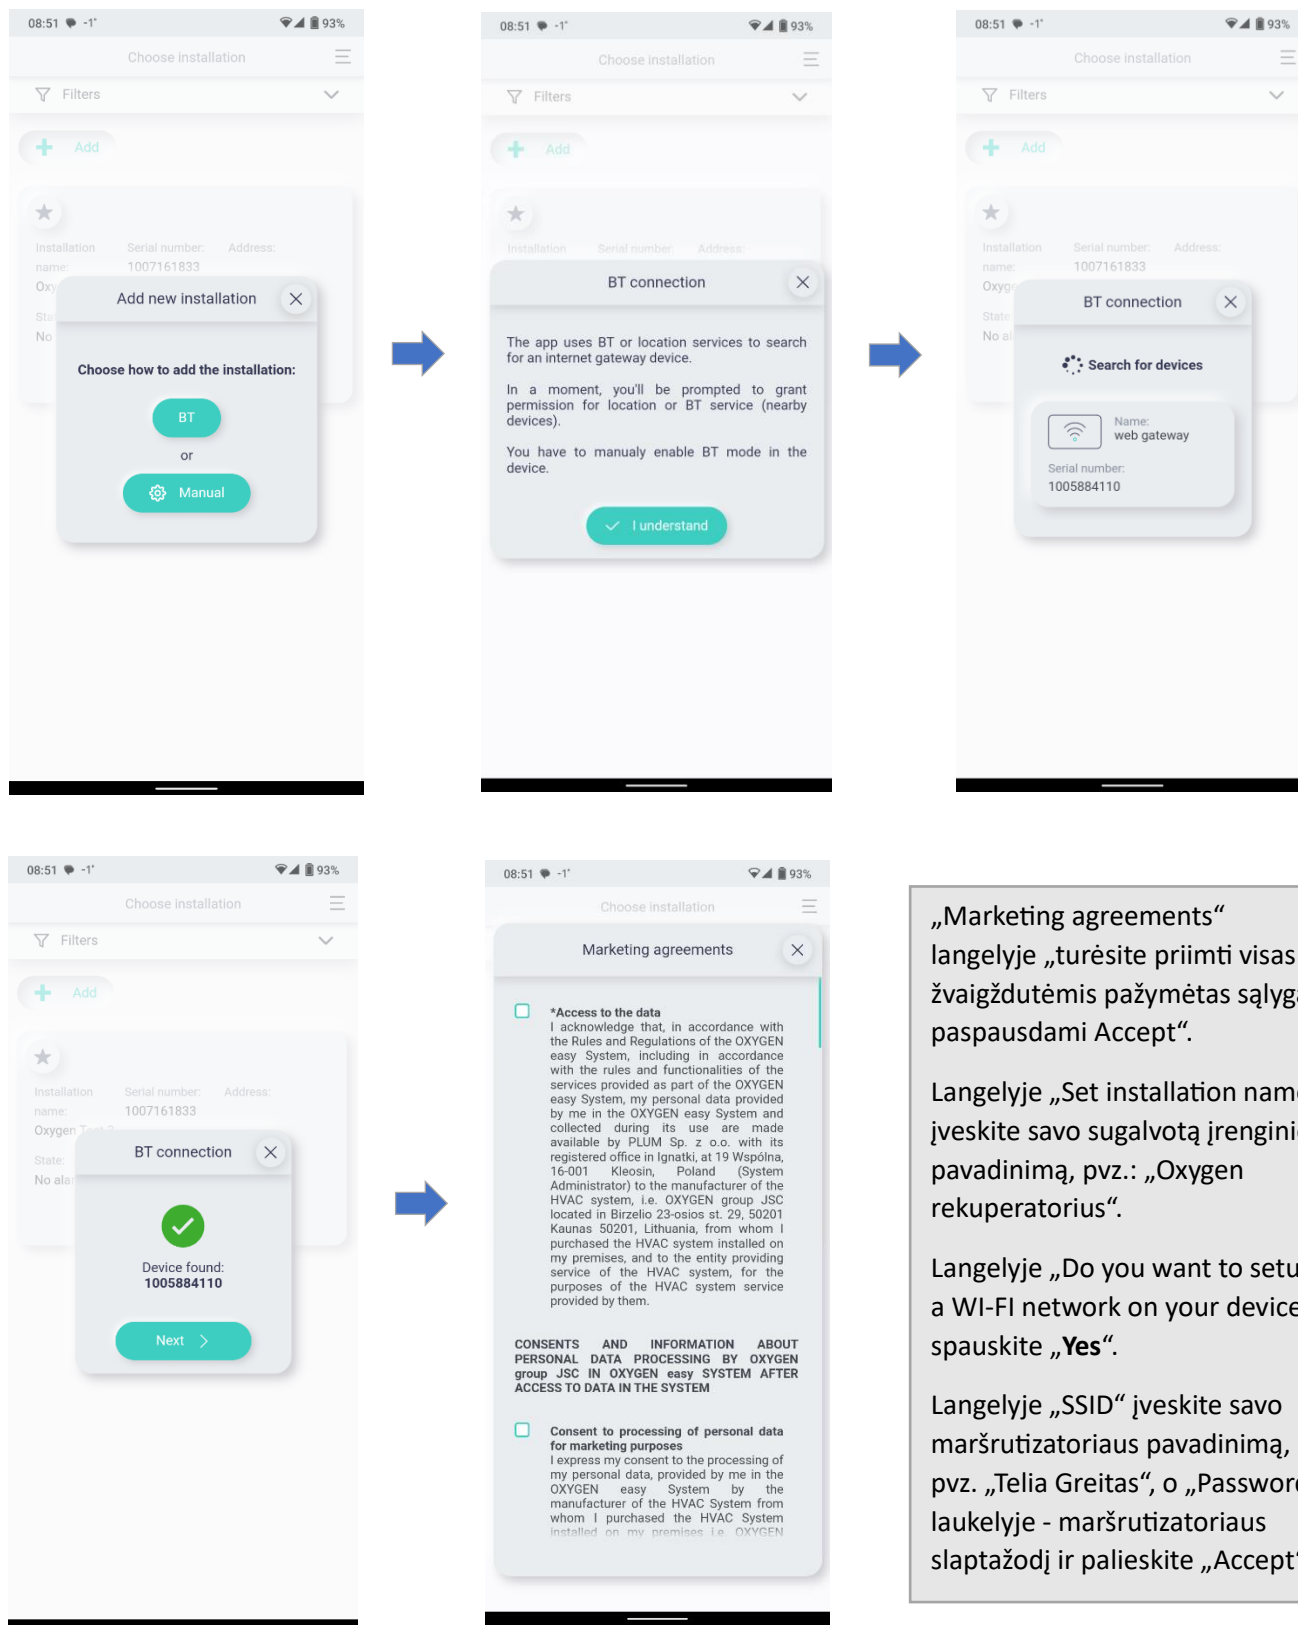 08:51 -1° 93%
Choose installation
Filters
Add
Installation name: Serial number: Address:
1007161833
No
Add new installation
Choose how to add the installation:
BT
or
Manual
08:51 -1° 93%
Choose installation
Filters
Add
Installation Serial number: Address:
BT connection
The app uses BT or location services to search
for an internet gateway device.
In a moment, you'll be prompted to grant
permission for location or BT service (nearby
devices).
You have to manualy enable BT mode in the
device.
I understand
08:51 -1° 93%
Choose installation
Filters
Add
Installation Serial number: Address:
name: 1007161833
State:
BT connection
Search for devices
Name:
web gateway
Serial number:
1005884110
08:51 -1° 93%
Choose installation
Filters
Add
Installation Serial number: Address:
name: 1007161833
Oxygen
State:
BT connection
Device found:
1005884110
Next
08:51 -1° 93%
Choose installation
Marketing agreements
*Access to the data
I acknowledge that, in accordance with
the Rules and Regulations of the OXYGEN
easy System, including in accordance
with the rules and functionalities of the
services provided as part of the OXYGEN
easy System, my personal data provided
by me in the OXYGEN easy System and
collected during its use are made
available by PLUM Sp. z o.o. with its
registered office in Ignatki, at 19 Wspólna,
16-001 Kleosin, Poland (System
Administrator) to the manufacturer of the
HVAC system, i.e. OXYGEN group JSC
located in Birzelio 23-osios st. 29, 50201
Kaunas 50201, Lithuania, from whom I
purchased the HVAC system installed on
my premises, and to the entity providing
service of the HVAC system, for the
purposes of the HVAC system service
provided by them.
CONSENTS AND INFORMATION ABOUT
PERSONAL DATA PROCESSING BY OXYGEN
group JSC IN OXYGEN easy SYSTEM AFTER
ACCESS TO DATA IN THE SYSTEM
Consent to processing of personal data
for marketing purposes
I express my consent to the processing of
my personal data, provided by me in the
OXYGEN easy System by the
manufacturer of the HVAC System from
whom I purchased the HVAC System
installed on my premises i.e. OXYGEN
„Marketing agreements“
langelyje „turėsite priimti visas
žvaigždutėmis pažymėtas
paspausdami Accept“.
Langelyje „Set installation
įveskite savo sugalvotą
pavadinimą, pvz.: „Oxygen
rekuperatorius“.
Langelyje „Do you want to
a WI-FI network on your
spauskite „Yes“.
Langelyje „SSID“ įveskite savo
maršrutizatoriaus pavadinimą,
pvz. „Telia Greitas“, o
laukelyje - maršrutizatoriaus
slaptažodį ir palieskite „Accept“